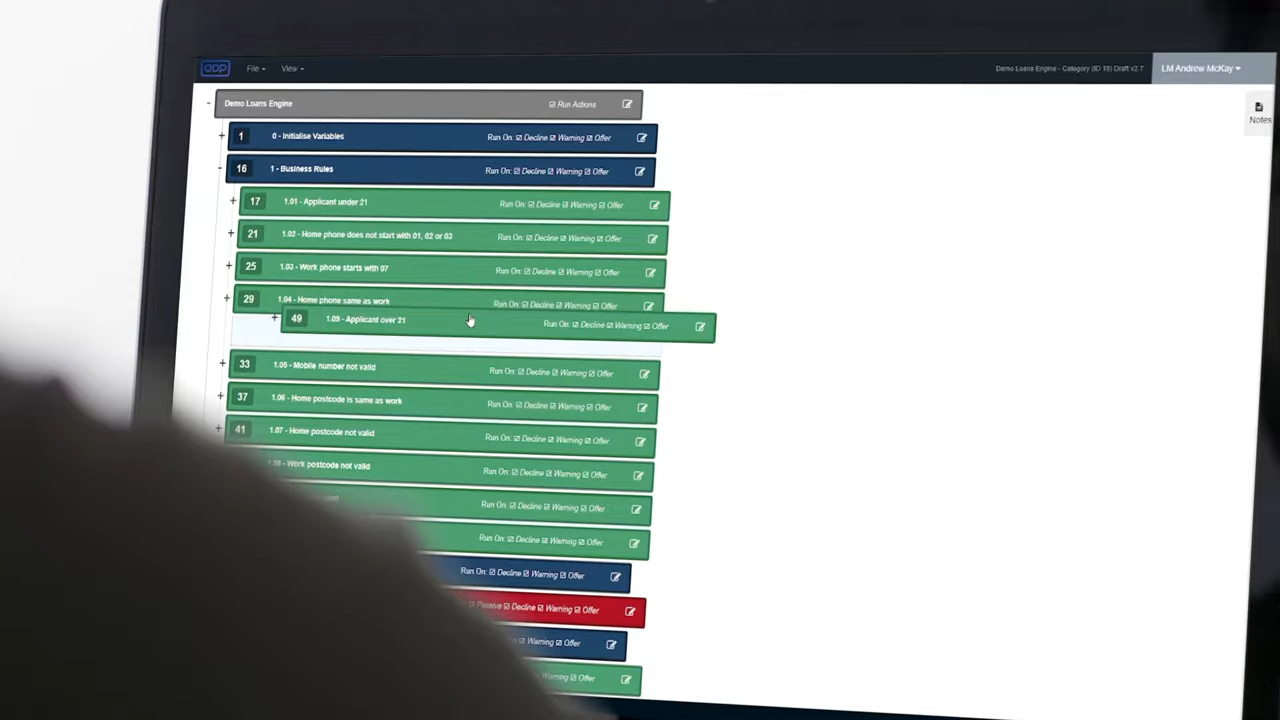 aap File View Demo Loans Engine - Category (ID 10) Draft v2.7 LM Andrew McKay
Notes
- Demo Loans Engine Run Actions
+ 1 0 - Initialise Variables Run On: Decline Warning Offer
- 16 1 - Business Rules Run On: Decline Warning Offer
+ 17 1.01 - Applicant under 21 Run On: Decline Warning Offer
+ 21 1.02 - Home phone does not start with 01, 02 or 03 Run On: Decline Warning Offer
+ 25 1.03 - Work phone starts with 07 Run On: Decline Warning Offer
+ 29 1.04 - Home phone same as work Run On: Decline Warning Offer
+ 49 1.09 - Applicant over 21 Run On: Decline Warning Offer
+ 33 1.05 - Mobile number not valid Run On: Decline Warning Offer
+ 37 1.06 - Home postcode is same as work Run On: Decline Warning Offer
+ 41 1.07 - Home postcode not valid Run On: Decline Warning Offer
Work postcode not valid Run On: Decline Warning Offer
Run On: Decline Warning Offer
Run On: Decline Warning Offer
Run On: Decline Warning Offer
Passive Decline Warning Offer
Warning Offer
Warning Offer